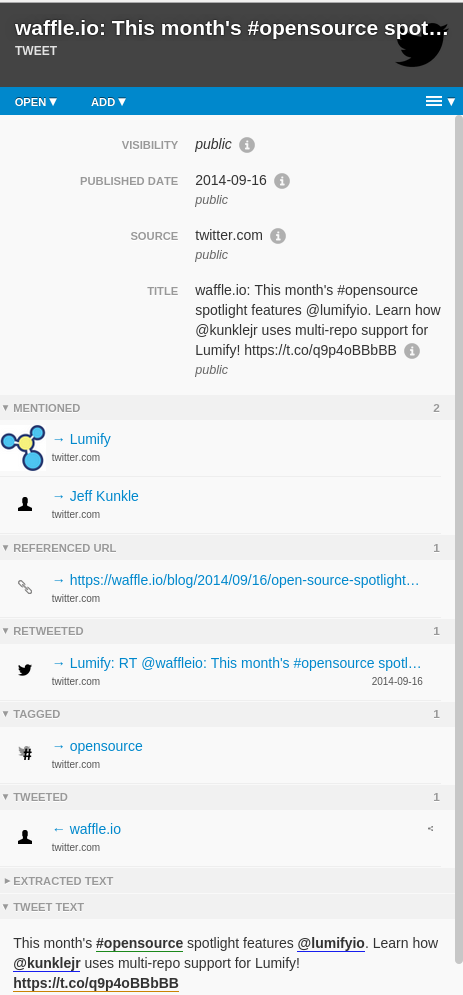 waffle.io: This month's #opensource spot…
TWEET
OPEN ▾ ADD ▾
VISIBILITY public
PUBLISHED DATE 2014-09-16
public
SOURCE twitter.com
public
TITLE waffle.io: This month's #opensource
spotlight features @lumifyio. Learn how
@kunklejr uses multi-repo support for
Lumify! https://t.co/q9p4oBBbBB
public
▾ MENTIONED 2
→ Lumify
twitter.com
→ Jeff Kunkle
twitter.com
▾ REFERENCED URL 1
→ https://waffle.io/blog/2014/09/16/open-source-spotlight…
twitter.com
▾ RETWEETED 1
→ Lumify: RT @waffleio: This month's #opensource spotl…
twitter.com 2014-09-16
▾ TAGGED 1
→ opensource
twitter.com
▾ TWEETED 1
← waffle.io
twitter.com
▸ EXTRACTED TEXT
▾ TWEET TEXT
This month's #opensource spotlight features @lumifyio. Learn how
@kunklejr uses multi-repo support for Lumify!
https://t.co/q9p4oBBbBB